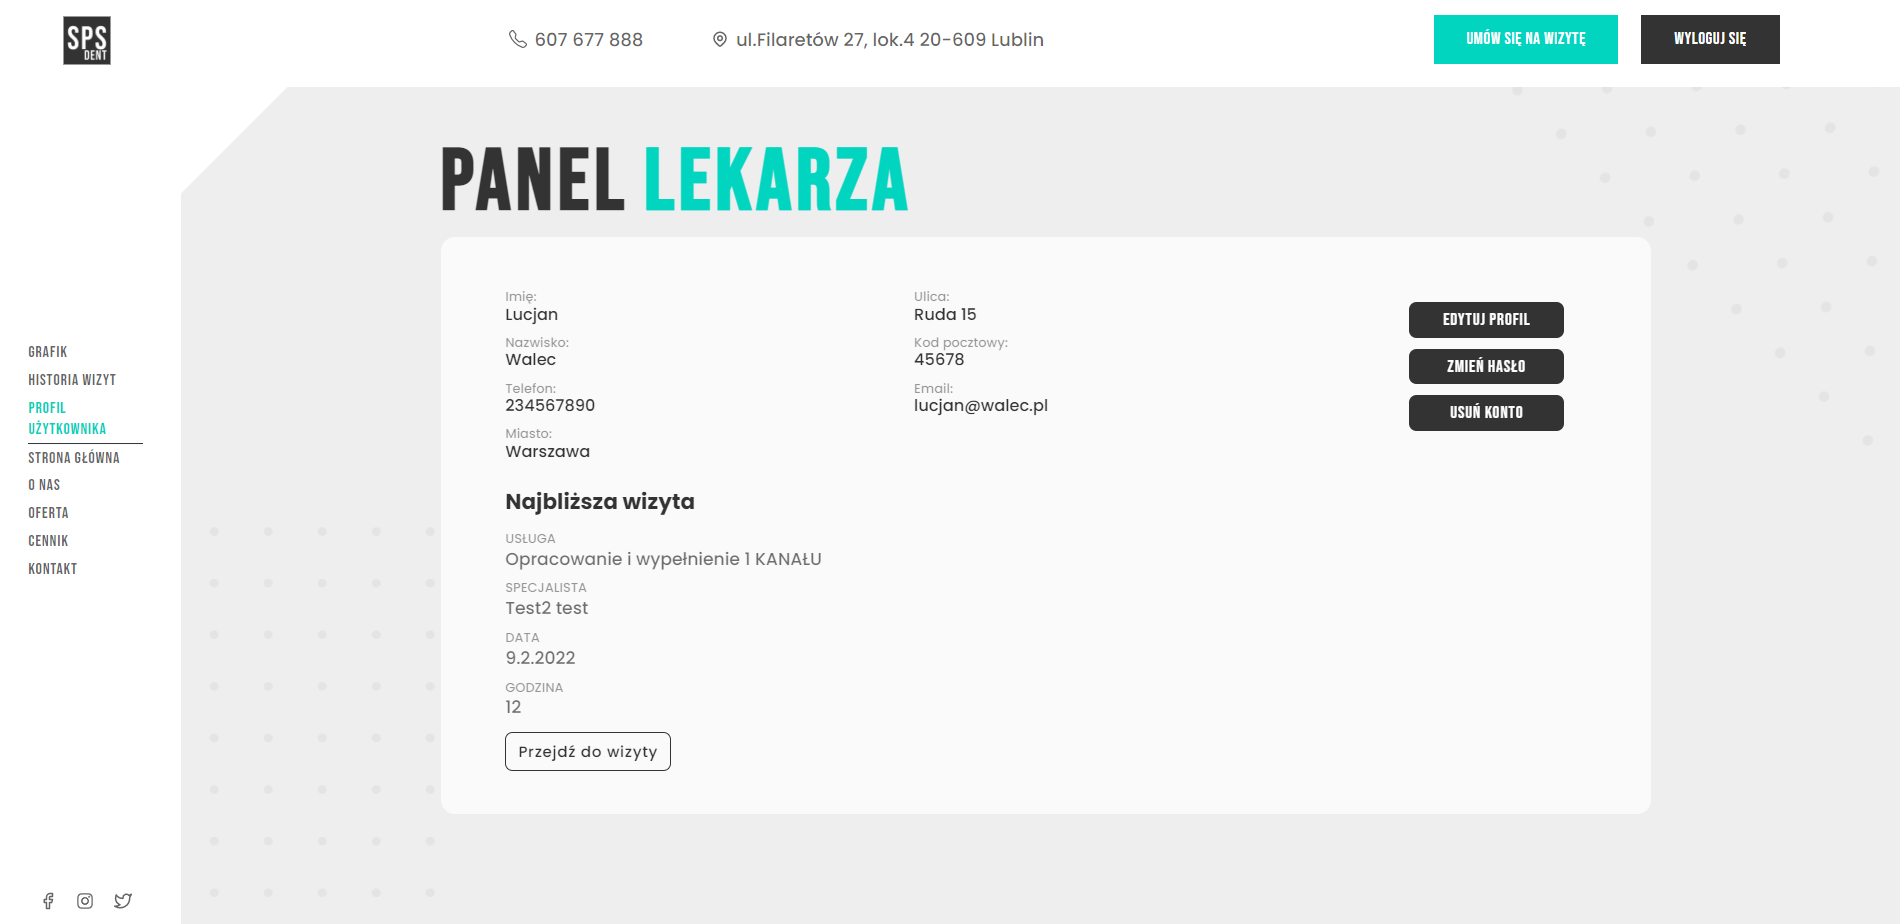 SPS
DENT
607 677 888
ul.Filaretów 27, lok.4 20-609 Lublin
UMÓW SIĘ NA WIZYTĘ
WYLOGUJ SIĘ
GRAFIK
HISTORIA WIZYT
PROFIL
UŻYTKOWNIKA
STRONA GŁÓWNA
O NAS
OFERTA
CENNIK
KONTAKT
PANEL LEKARZA
Imię:
Lucjan
Nazwisko:
Walec
Telefon:
234567890
Miasto:
Warszawa
Ulica:
Ruda 15
Kod pocztowy:
45678
Email:
lucjan@walec.pl
EDYTUJ PROFIL
ZMIEŃ HASŁO
USUŃ KONTO
Najbliższa wizyta
USŁUGA
Opracowanie i wypełnienie 1 KANAŁU
SPECJALISTA
Test2 test
DATA
9.2.2022
GODZINA
12
Przejdź do wizyty